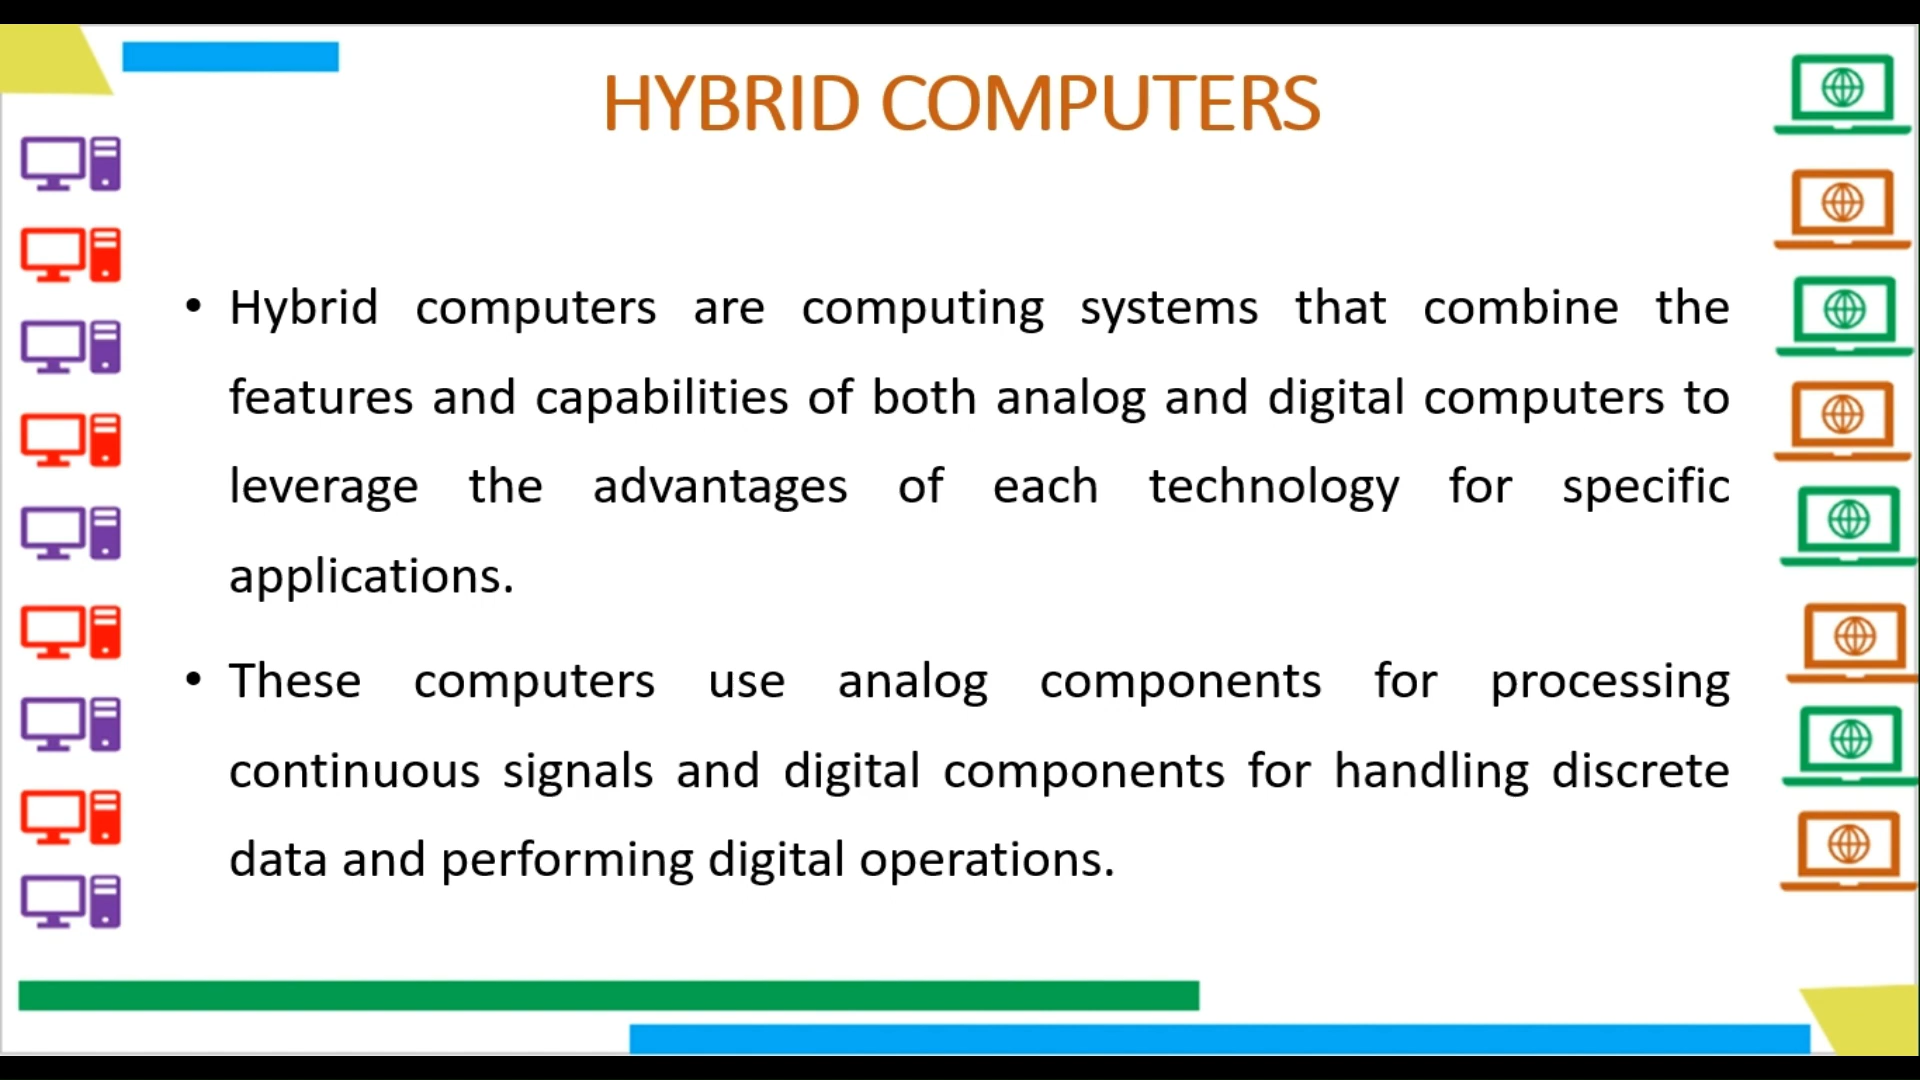 HYBRID COMPUTERS
• Hybrid computers are computing systems that combine the
features and capabilities of both analog and digital computers to
leverage the advantages of each technology for specific
applications.
• These computers use analog components for processing
continuous signals and digital components for handling discrete
data and performing digital operations.